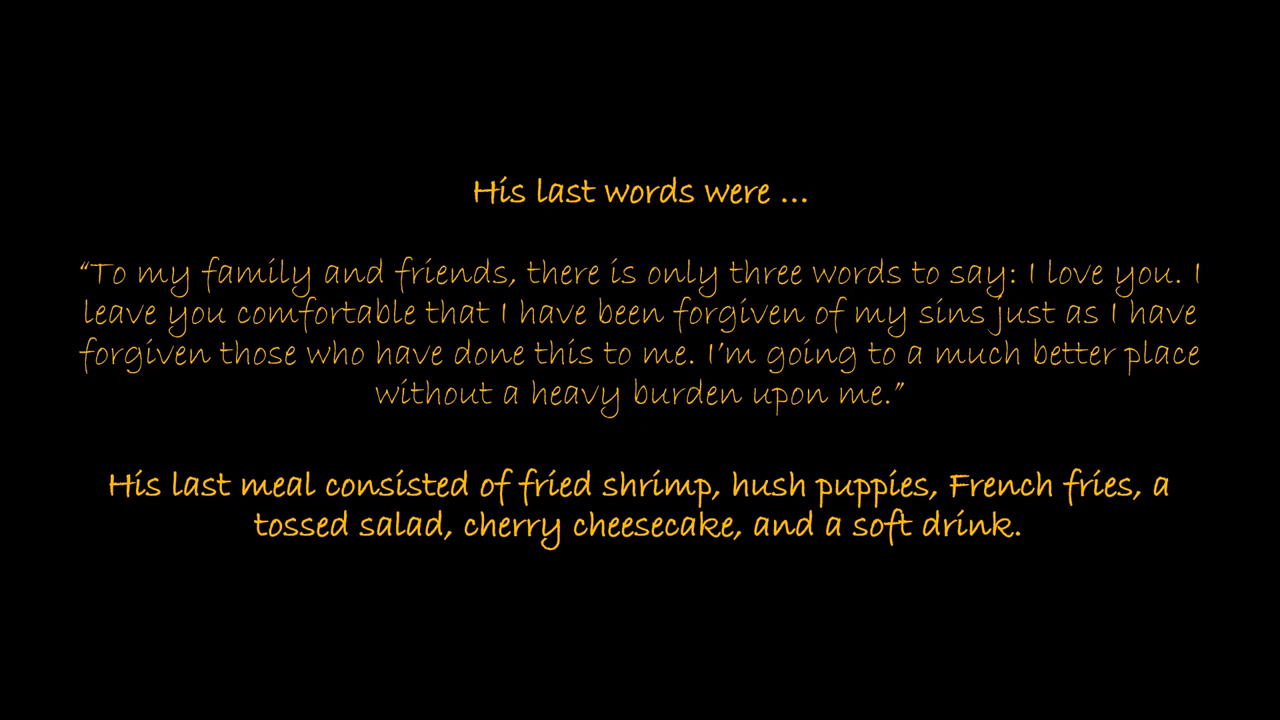 His last words were ...
“To my family and friends, there is only three words to say: I love you. I
leave you comfortable that I have been forgiven of my sins just as I have
forgiven those who have done this to me. I’m going to a much better place
without a heavy burden upon me.”
His last meal consisted of fried shrimp, hush puppies, French fries, a
tossed salad, cherry cheesecake, and a soft drink.